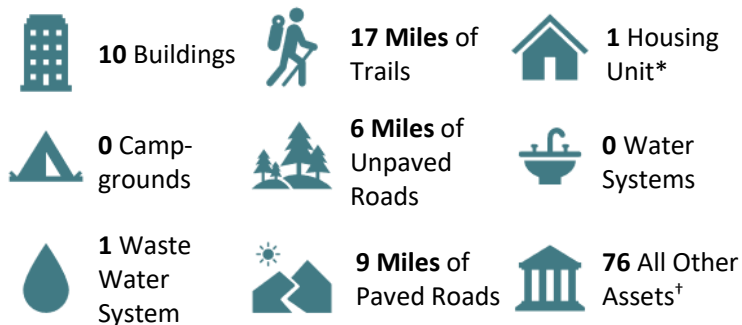 10 Buildings
17 Miles of
Trails
1 Housing
Unit*
0 Camp-
grounds
6 Miles of
Unpaved
Roads
0 Water
Systems
1 Waste
Water
System
9 Miles of
Paved Roads
76 All Other
Assets†